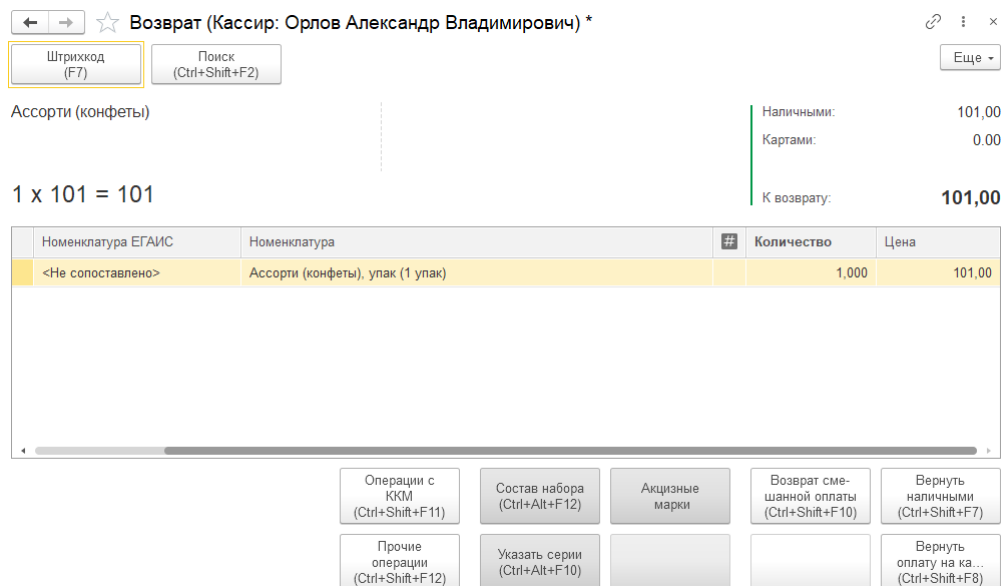 Возврат (Кассир: Орлов Александр Владимирович) *
Штрихкод
(F7)
Поиск
(Ctrl+Shift+F2)
Еще
Ассорти (конфеты)
Наличными: 101,00
Картами: 0.00
1 x 101 = 101
К возврату: 101,00
Номенклатура ЕГАИС Номенклатура # Количество Цена
<Не сопоставлено> Ассорти (конфеты), упак (1 упак) 1,000 101,00
Операции с
ККМ
(Ctrl+Shift+F11)
Состав набора
(Ctrl+Alt+F12)
Акцизные
марки
Возврат сме-
шанной оплаты
(Ctrl+Shift+F10)
Вернуть
наличными
(Ctrl+Shift+F7)
Прочие
операции
(Ctrl+Shift+F12)
Указать серии
(Ctrl+Alt+F10)
Вернуть
оплату на ка...
(Ctrl+Shift+F8)